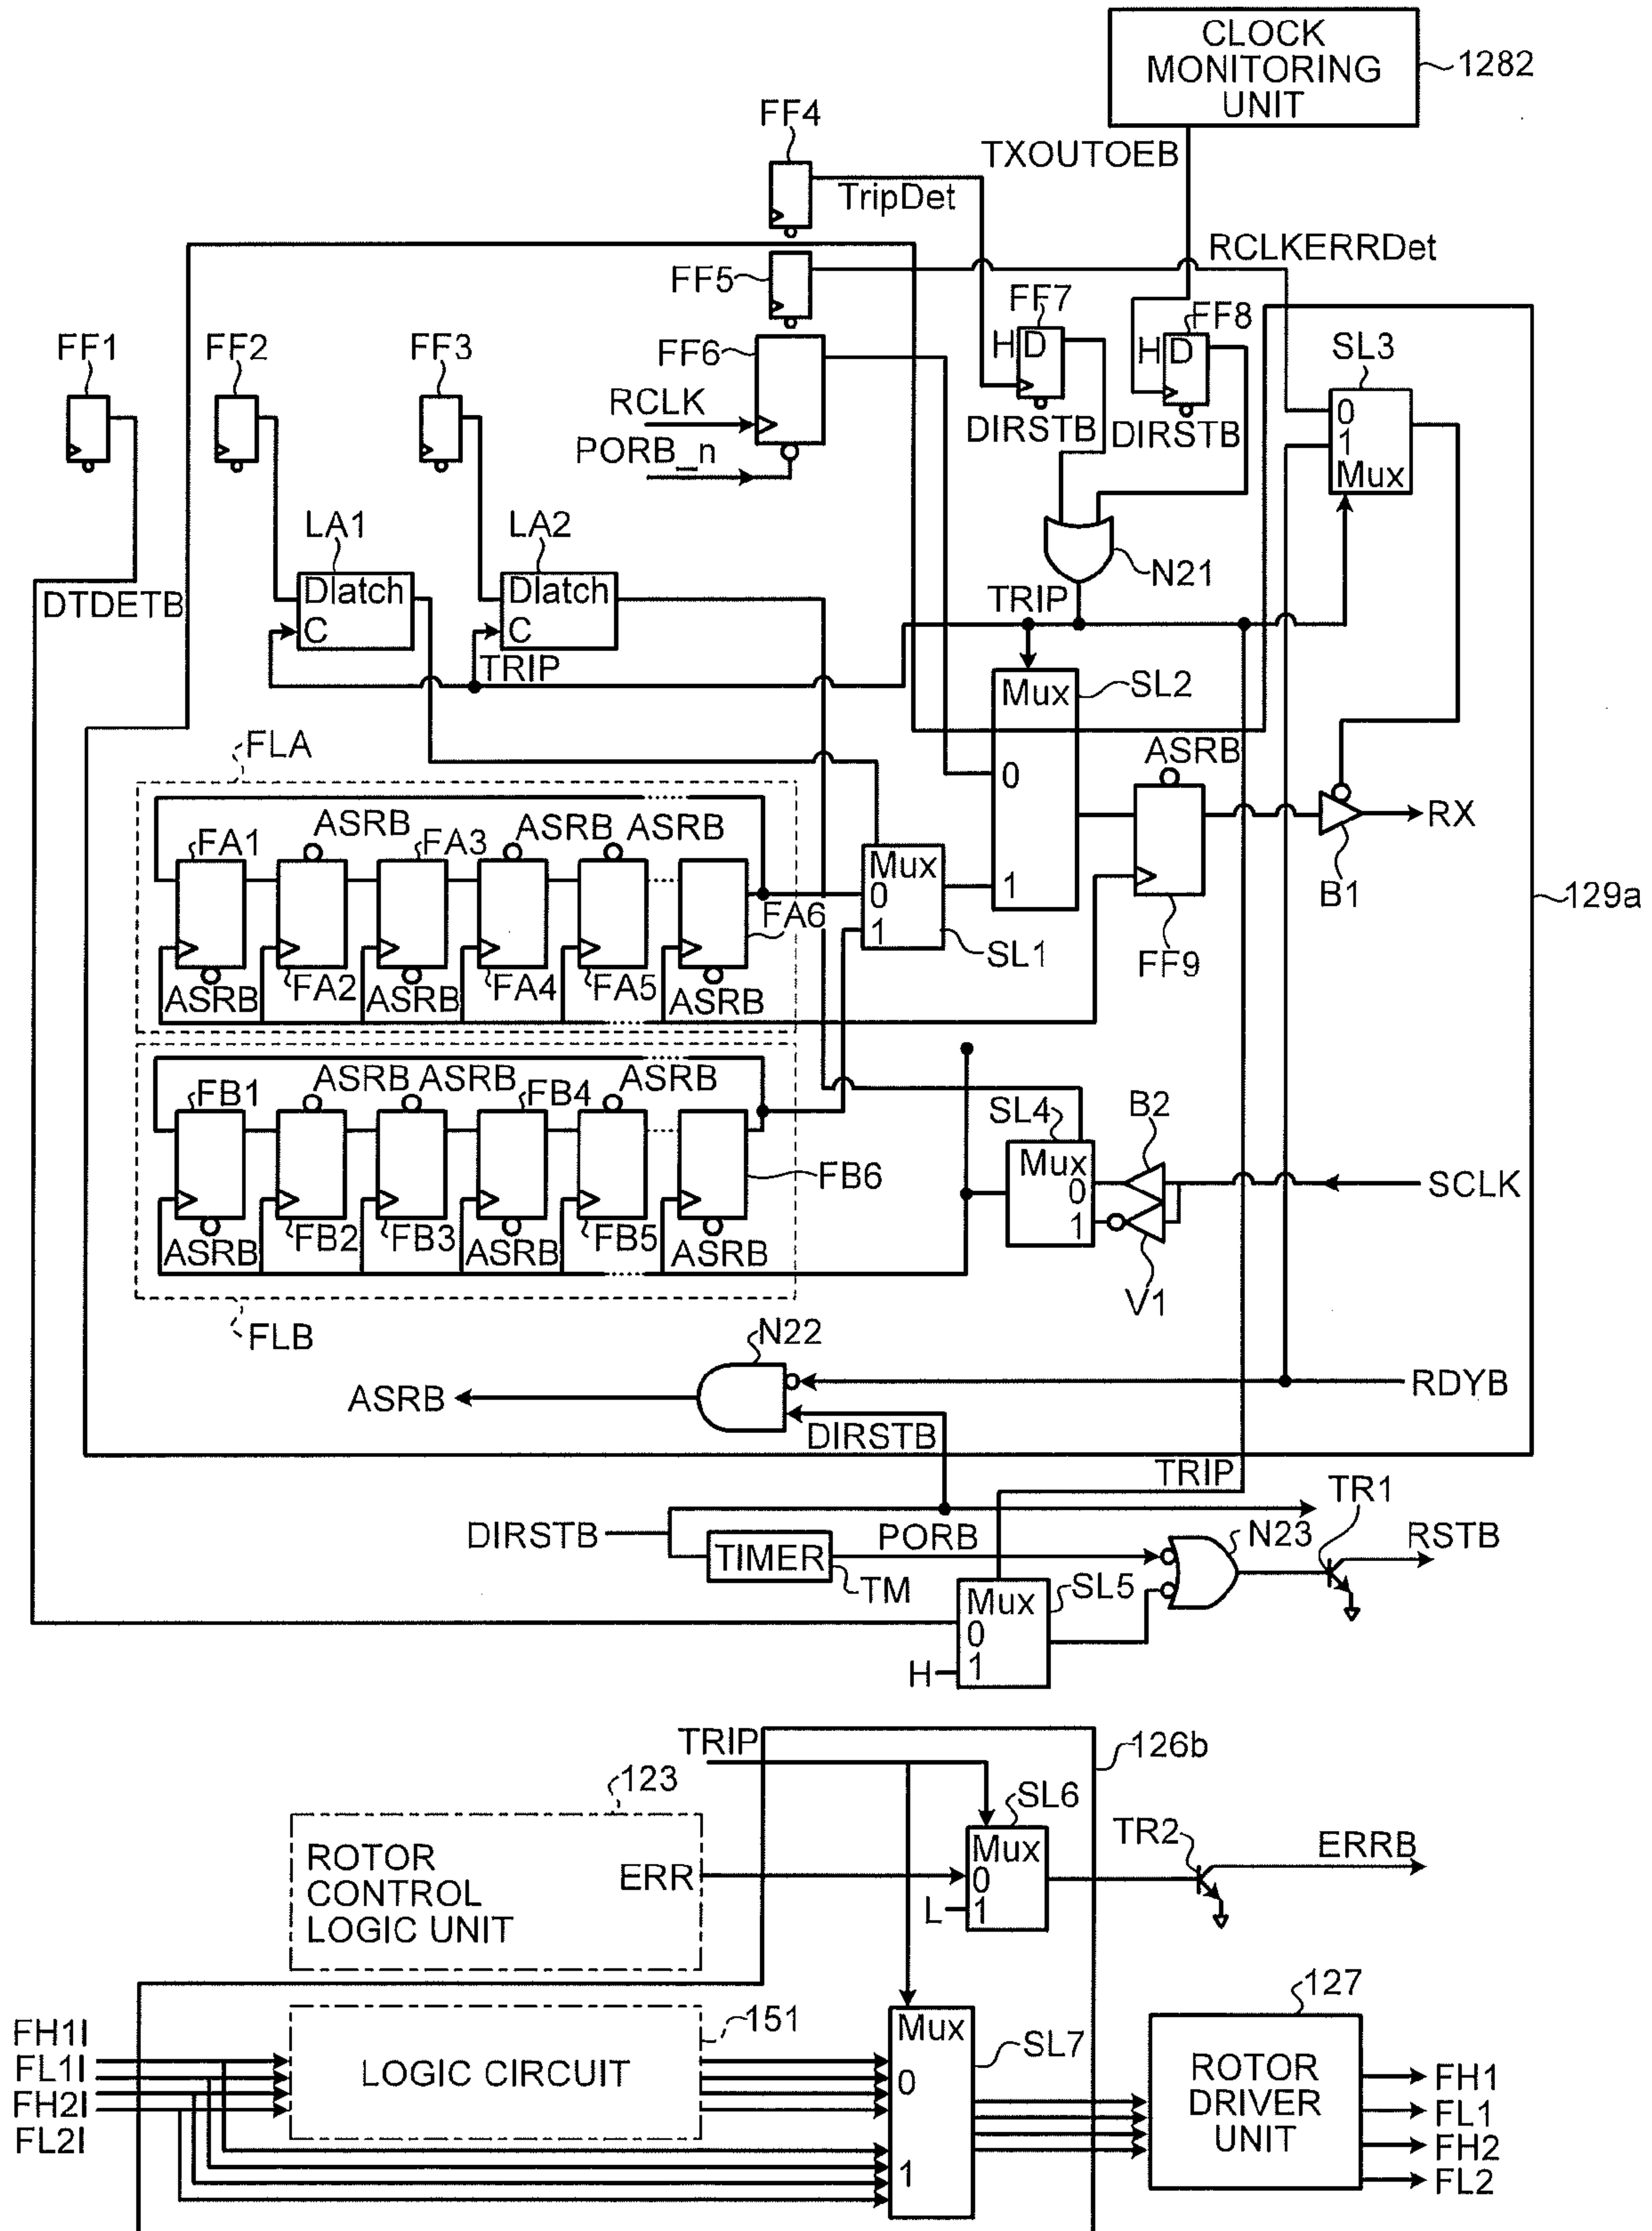 CLOCK
MONITORING
UNIT
1282
FF4
TXOUTOEB
TripDet
RCLKERRDet
FF5
FF7
FF8
H D
H D
FF1
FF2
FF3
FF6
SL3
RCLK
0
DIRSTB
DIRSTB
1
PORB_n
Mux
LA1
LA2
N21
DTDETB
Dlatch
Dlatch
TRIP
C
C
TRIP
Mux
SL2
FLA
ASRB
0
ASRB
ASRB
ASRB
RX
FA1
FA3
Mux
0
1
B1
129a
FA6
1
SL1
FF9
ASRB
FA2
ASRB
FA4
FA5
ASRB
ASRB
ASRB
ASRB
FB1
FB4
SL4
B2
Mux
0
SCLK
FB6
1
ASRB
FB2
FB3
ASRB
FB5
ASRB
V1
FLB
N22
ASRB
RDYB
DIRSTB
TRIP
TR1
DIRSTB
PORB
N23
RSTB
TIMER
TM
SL5
Mux
0
H
1
TRIP
126b
123
SL6
ROTOR
CONTROL
LOGIC UNIT
ERR
Mux
0
L
1
TR2
ERRB
127
151
FH1I
FL1I
FH2I
FL2I
LOGIC CIRCUIT
Mux
0
1
SL7
ROTOR
DRIVER
UNIT
FH1
FL1
FH2
FL2